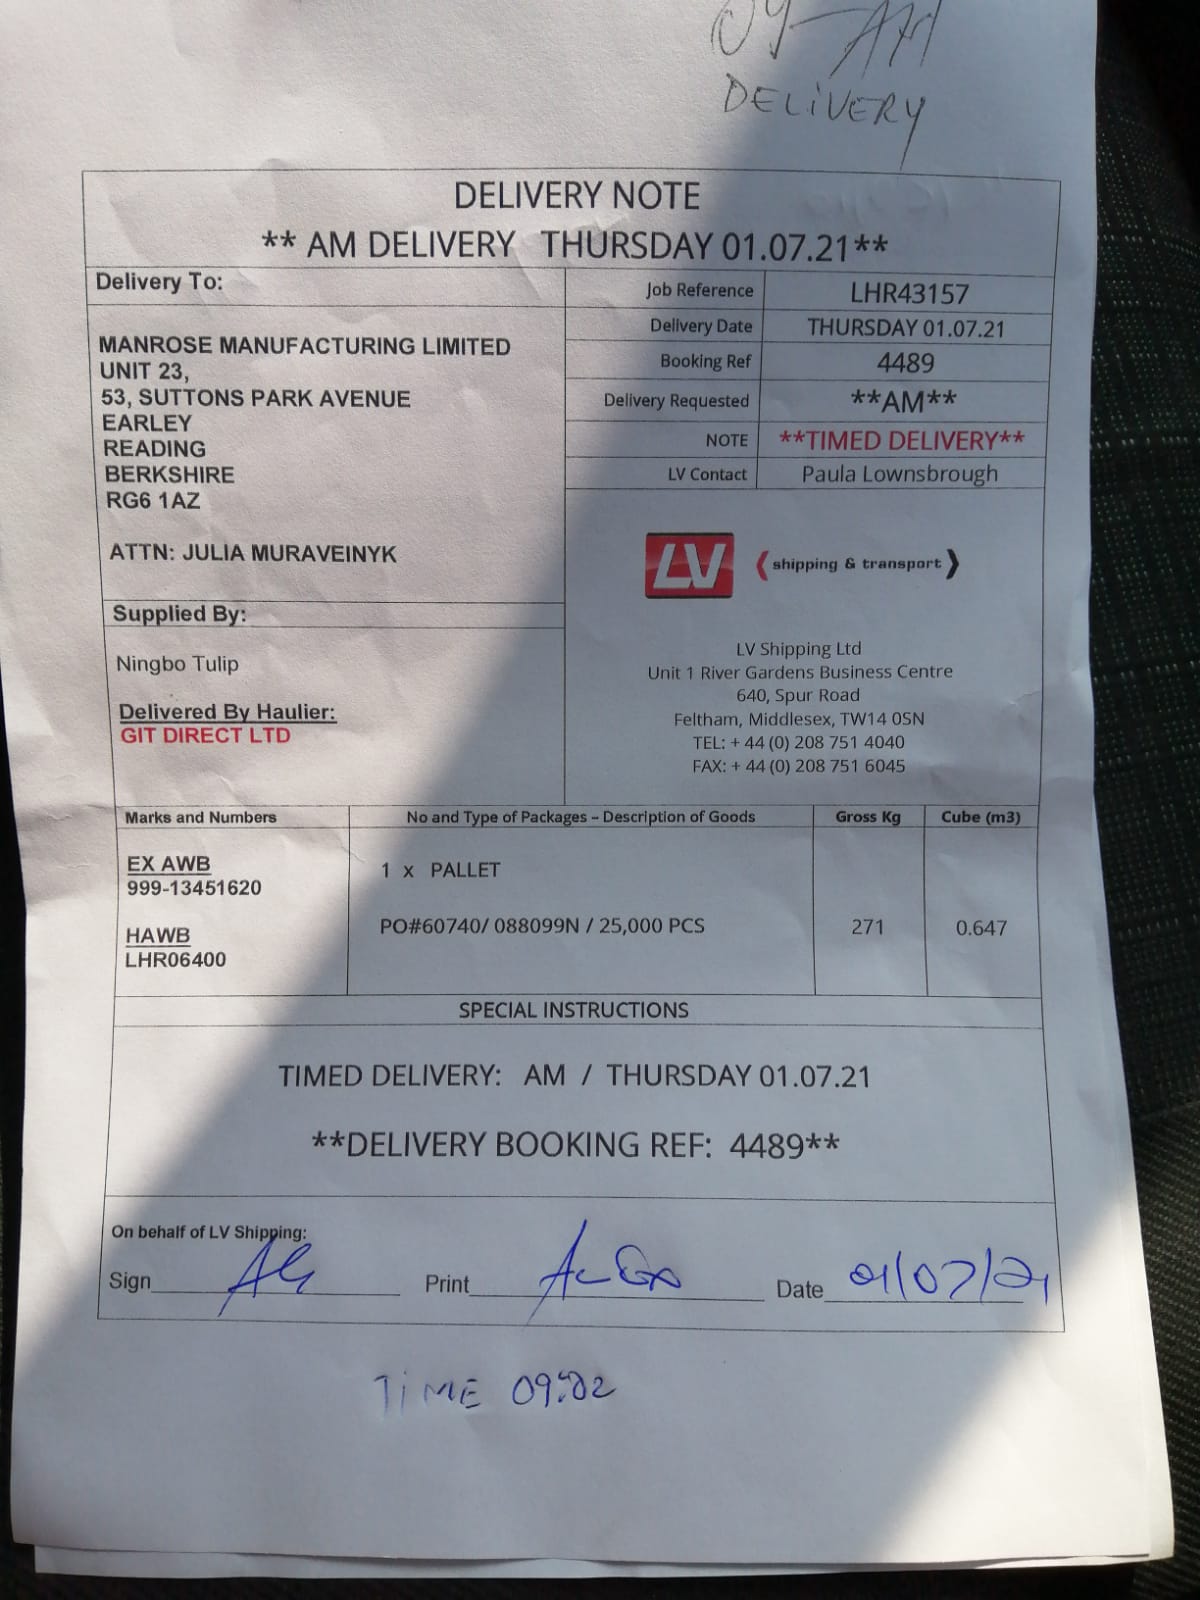 09-AM
DELIVERY
DELIVERY NOTE
** AM DELIVERY THURSDAY 01.07.21**
Delivery To:
MANROSE MANUFACTURING LIMITED
UNIT 23,
53, SUTTONS PARK AVENUE
EARLEY
READING
BERKSHIRE
RG6 1AZ
ATTN: JULIA MURAVEINYK
Job Reference LHR43157
Delivery Date THURSDAY 01.07.21
Booking Ref 4489
Delivery Requested **AM**
NOTE **TIMED DELIVERY**
LV Contact Paula Lownsbrough
LV shipping & transport
Supplied By:
Ningbo Tulip
Delivered By Haulier:
GIT DIRECT LTD
LV Shipping Ltd
Unit 1 River Gardens Business Centre
640, Spur Road
Feltham, Middlesex, TW14 0SN
TEL: + 44 (0) 208 751 4040
FAX: + 44 (0) 208 751 6045
Marks and Numbers No and Type of Packages – Description of Goods Gross Kg Cube (m3)
EX AWB
999-13451620
HAWB
LHR06400
1 x PALLET
PO#60740/ 088099N / 25,000 PCS 271 0.647
SPECIAL INSTRUCTIONS
TIMED DELIVERY: AM / THURSDAY 01.07.21
**DELIVERY BOOKING REF: 4489**
On behalf of LV Shipping:
Sign Print Date 01/07/21
TIME 09:02